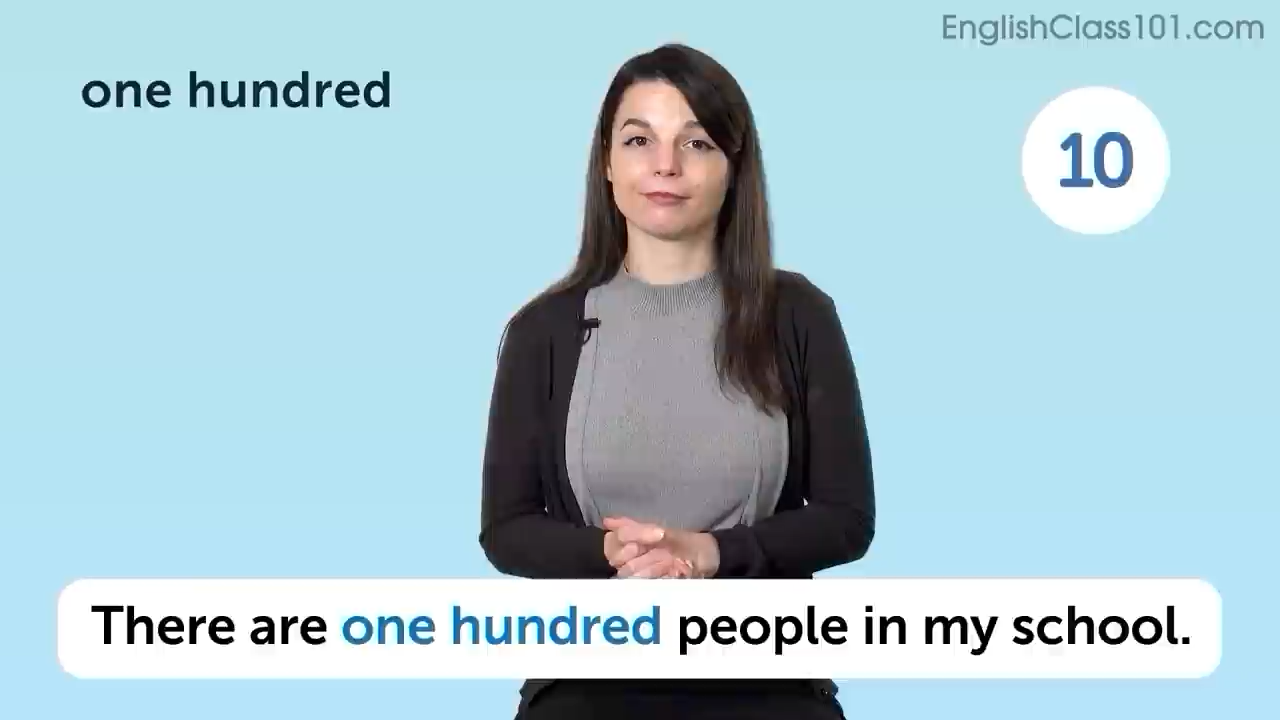 EnglishClass101.com
one hundred
10
There are one hundred people in my school.